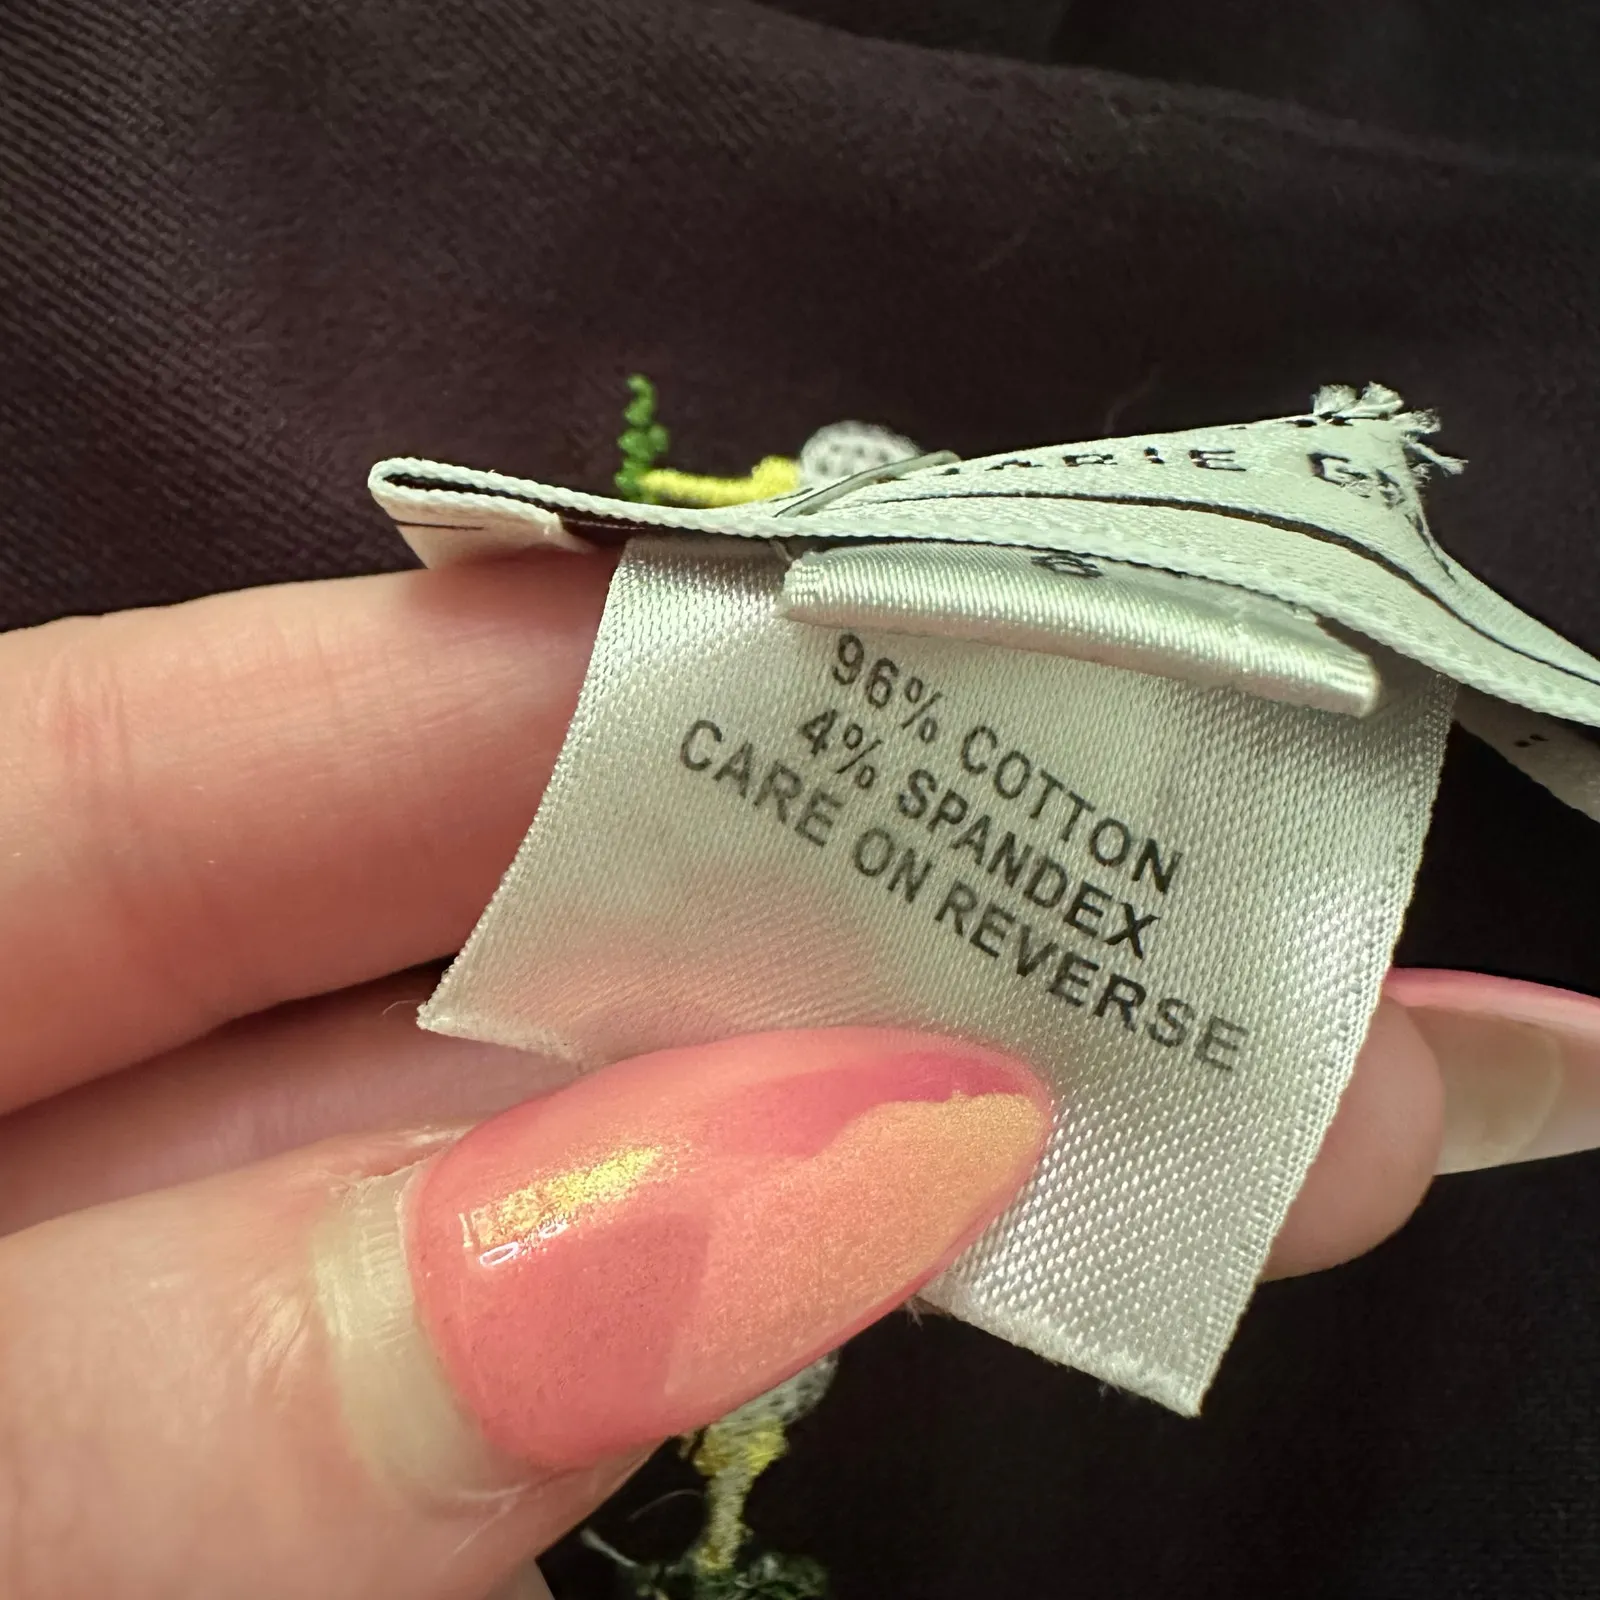 96% COTTON
4% SPANDEX
CARE ON REVERSE